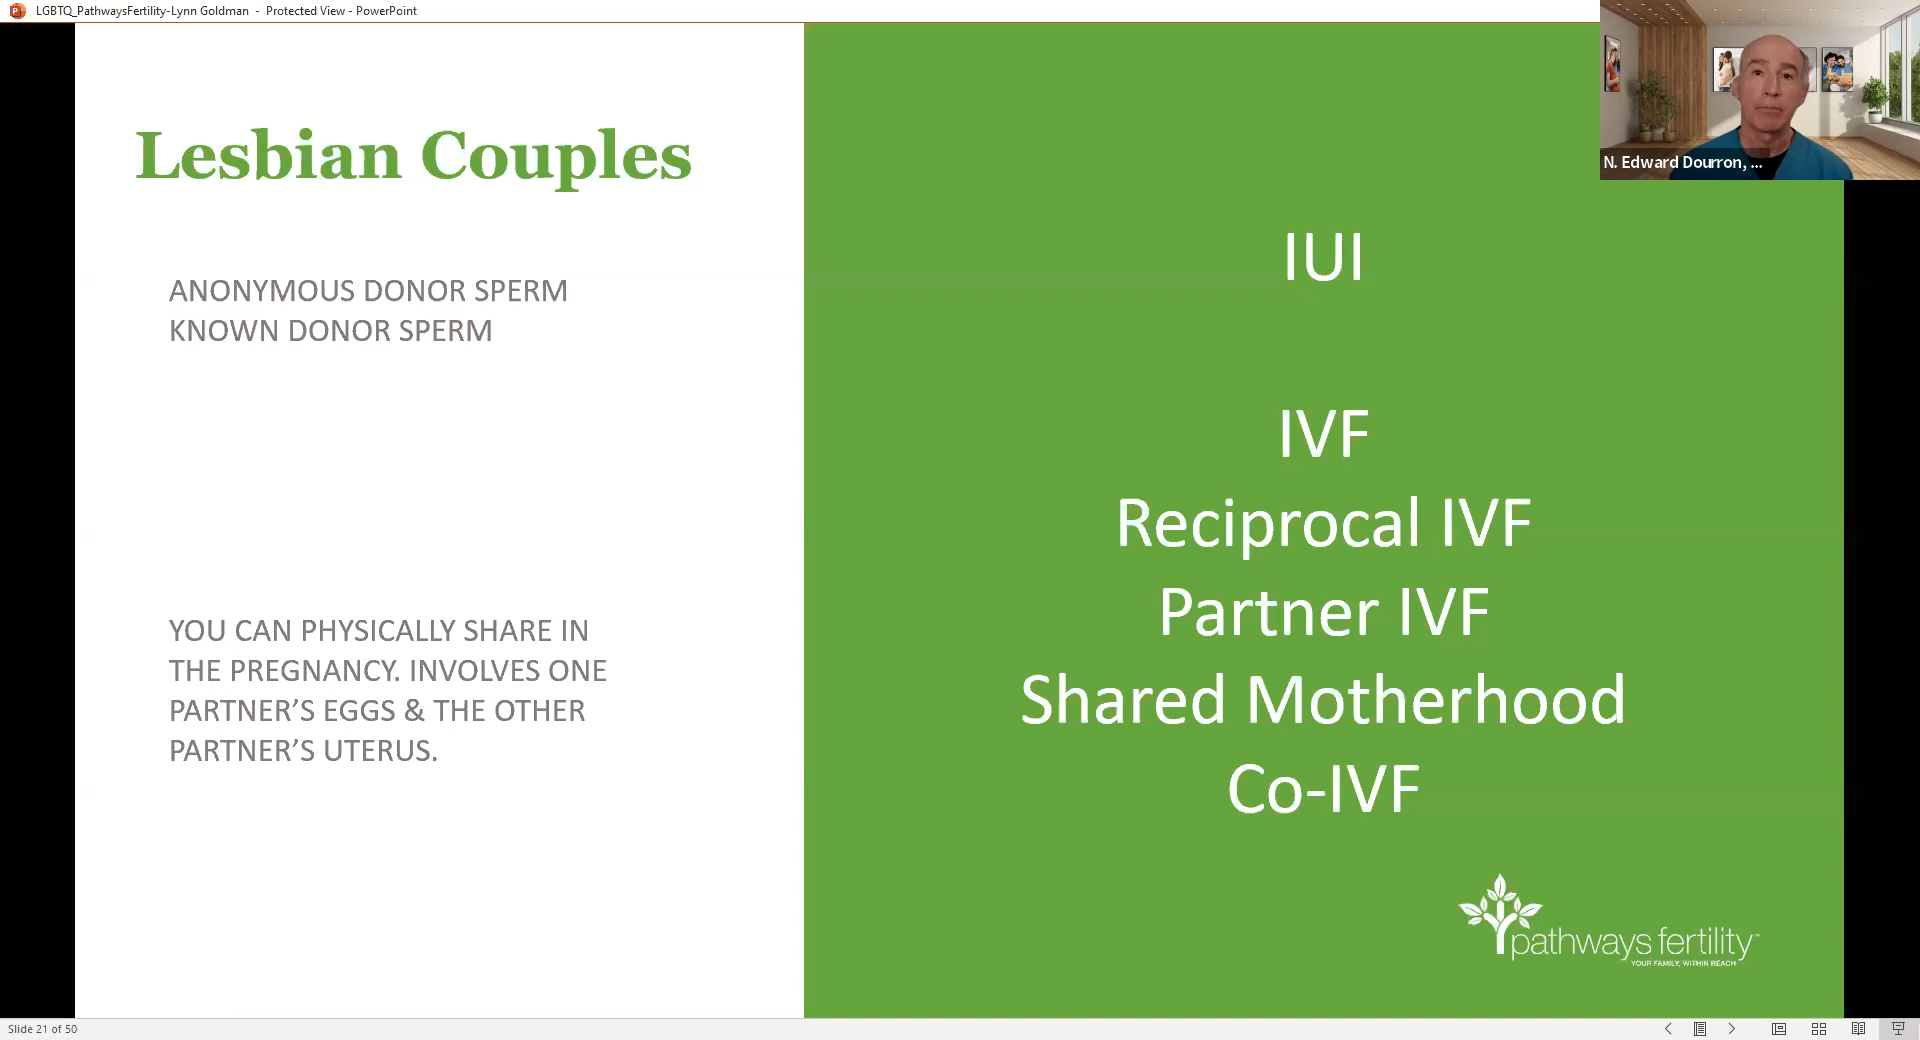 LGBTQ_PathwaysFertility-Lynn Goldman - Protected View - PowerPoint
N. Edward Dourron, ...
Lesbian Couples
ANONYMOUS DONOR SPERM
KNOWN DONOR SPERM
YOU CAN PHYSICALLY SHARE IN
THE PREGNANCY. INVOLVES ONE
PARTNER’S EGGS & THE OTHER
PARTNER’S UTERUS.
IUI
IVF
Reciprocal IVF
Partner IVF
Shared Motherhood
Co-IVF
pathways fertility™
YOUR FAMILY, WITHIN REACH
Slide 21 of 50